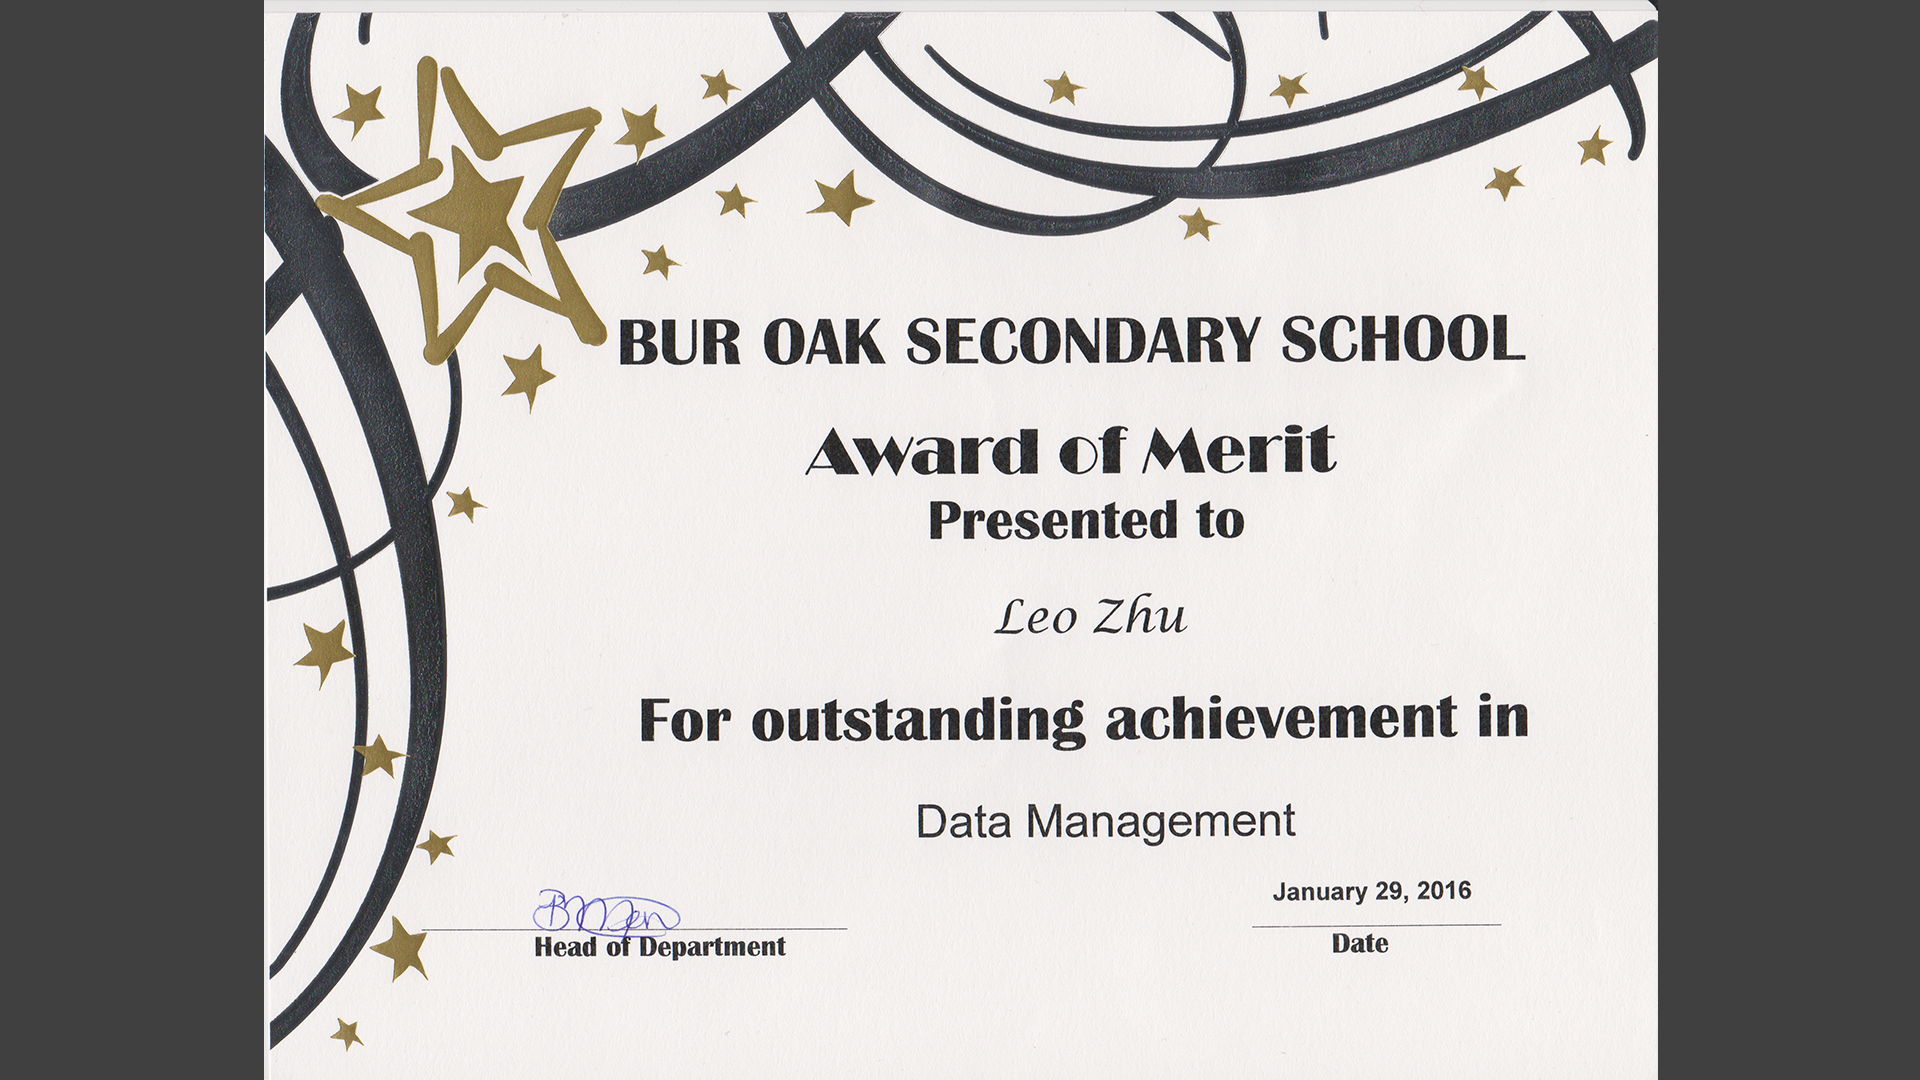 BUR OAK SECONDARY SCHOOL
Award of Merit
Presented to
Leo Zhu
For outstanding achievement in
Data Management
January 29, 2016
Head of Department
Date